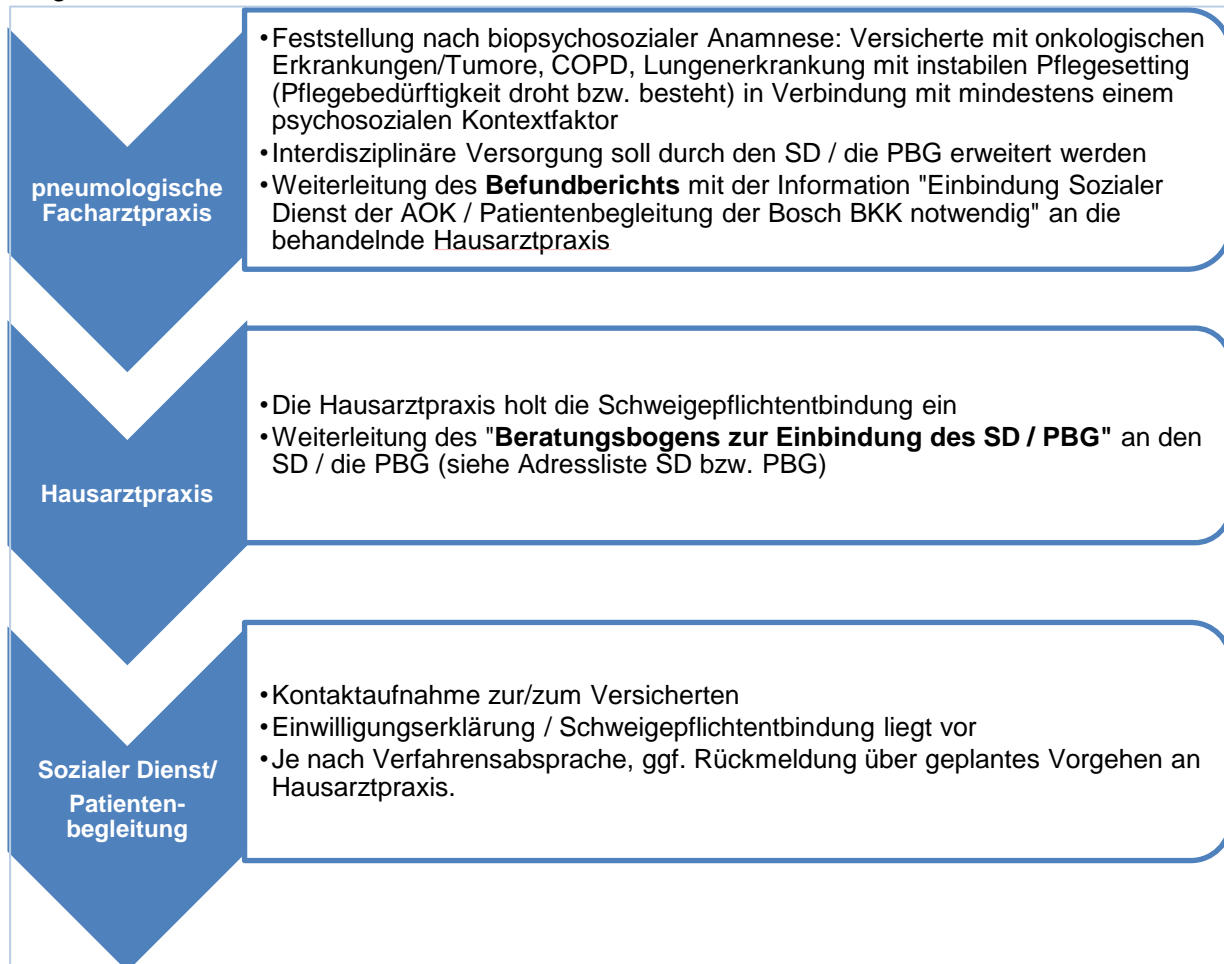 •Feststellung nach biopsychosozialer Anamnese: Versicherte mit onkologischen
Erkrankungen/Tumore, COPD, Lungenerkrankung mit instabilen Pflegesetting
(Pflegebedürftigkeit droht bzw. besteht) in Verbindung mit mindestens einem
psychosozialen Kontextfaktor
•Interdisziplinäre Versorgung soll durch den SD / die PBG erweitert werden
•Weiterleitung des Befundberichts mit der Information "Einbindung Sozialer
Dienst der AOK / Patientenbegleitung der Bosch BKK notwendig" an die
behandelnde Hausarztpraxis
pneumologische
Facharztpraxis
•Die Hausarztpraxis holt die Schweigepflichtentbindung ein
•Weiterleitung des "Beratungsbogens zur Einbindung des SD / PBG" an den
SD / die PBG (siehe Adressliste SD bzw. PBG)
Hausarztpraxis
•Kontaktaufnahme zur/zum Versicherten
•Einwilligungserklärung / Schweigepflichtentbindung liegt vor
•Je nach Verfahrensabsprache, ggf. Rückmeldung über geplantes Vorgehen an
Hausarztpraxis.
Sozialer Dienst/
Patienten-
begleitung